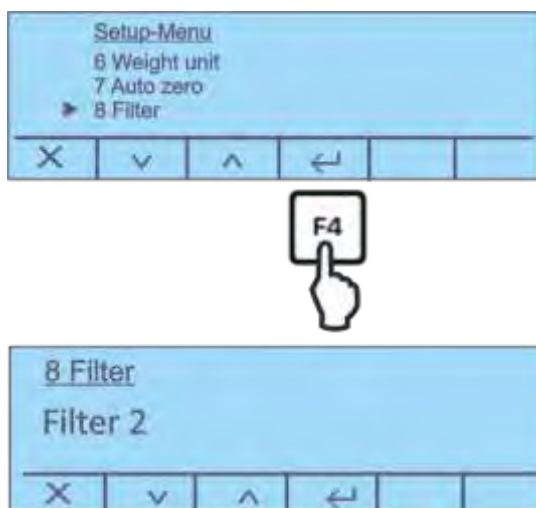 Setup-Menu
6 Weight unit
7 Auto zero
8 Filter
F4
8 Filter
Filter 2